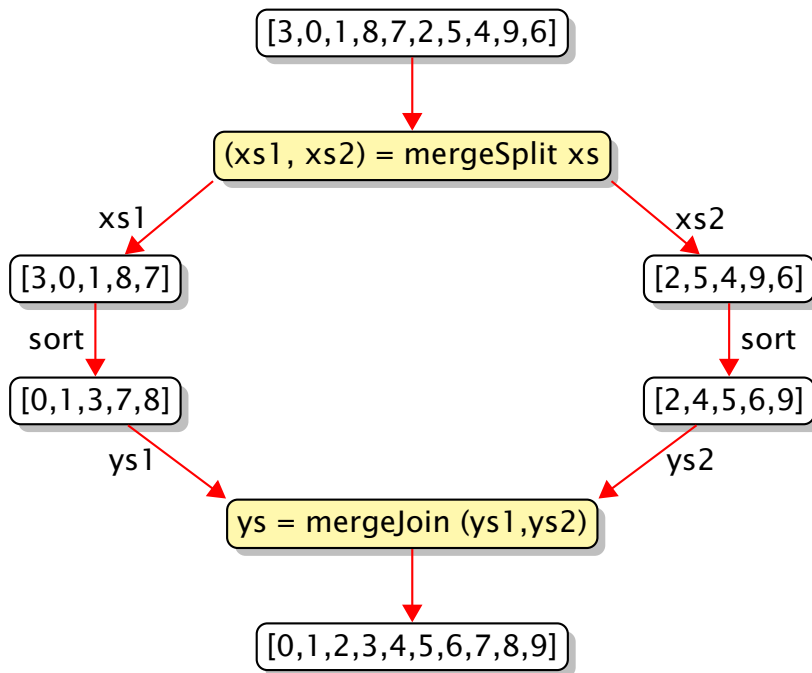 [3,0,1,8,7,2,5,4,9,6]
(xs1, xs2) = mergeSplit xs
xs1
xs2
[3,0,1,8,7]
[2,5,4,9,6]
sort
sort
[0,1,3,7,8]
[2,4,5,6,9]
ys1
ys2
ys = mergeJoin (ys1,ys2)
[0,1,2,3,4,5,6,7,8,9]